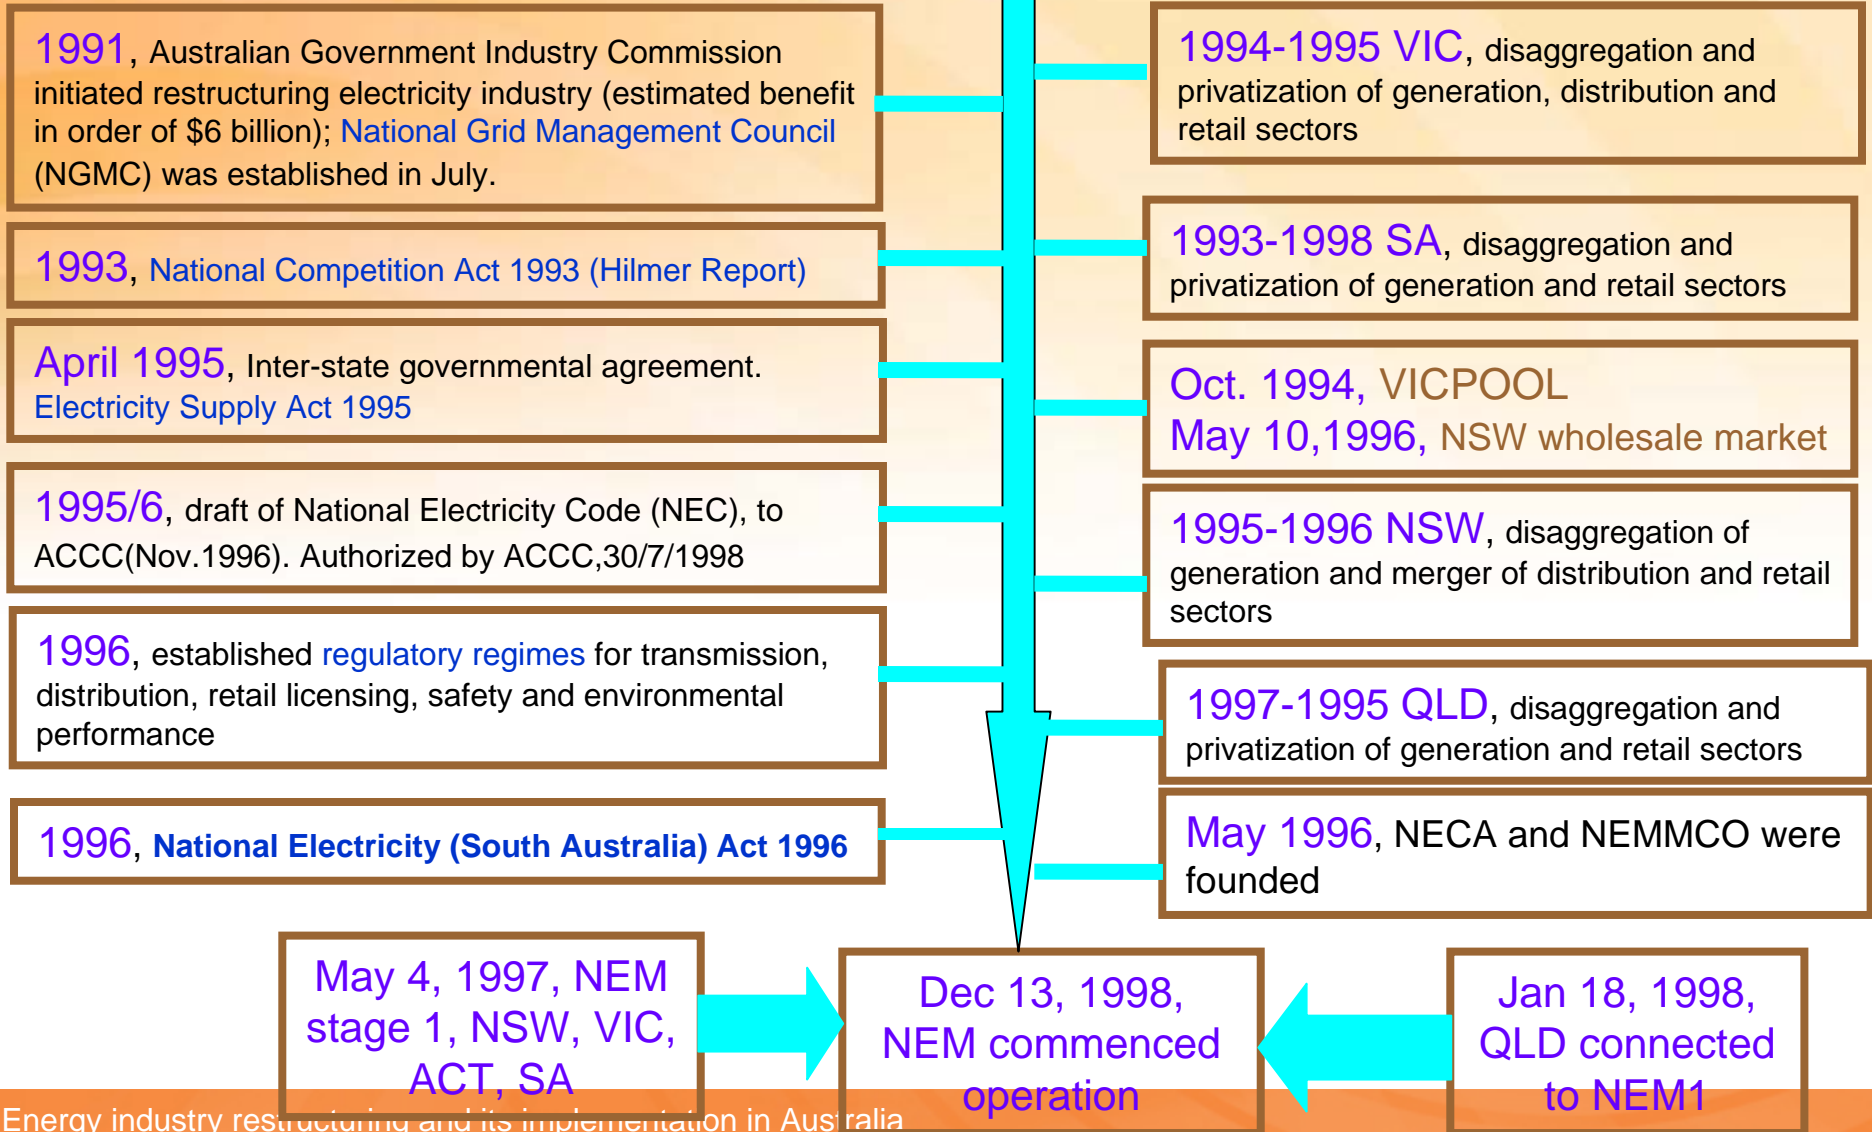 1991, Australian Government Industry Commission
initiated restructuring electricity industry (estimated benefit
in order of $6 billion); National Grid Management Council
(NGMC) was established in July.
1993, National Competition Act 1993 (Hilmer Report)
April 1995, Inter-state governmental agreement.
Electricity Supply Act 1995
1995/6, draft of National Electricity Code (NEC), to
ACCC(Nov.1996). Authorized by ACCC,30/7/1998
1996, established regulatory regimes for transmission,
distribution, retail licensing, safety and environmental
performance
1996, National Electricity (South Australia) Act 1996
1994-1995 VIC, disaggregation and
privatization of generation, distribution and
retail sectors
1993-1998 SA, disaggregation and
privatization of generation and retail sectors
Oct. 1994, VICPOOL
May 10,1996, NSW wholesale market
1995-1996 NSW, disaggregation of
generation and merger of distribution and retail
sectors
1997-1995 QLD, disaggregation and
privatization of generation and retail sectors
May 1996, NECA and NEMMCO were
founded
May 4, 1997, NEM
stage 1, NSW, VIC,
ACT, SA
Dec 13, 1998,
NEM commenced
operation
Jan 18, 1998,
QLD connected
to NEM1
Energy industry restructuring and its implementation in Australia